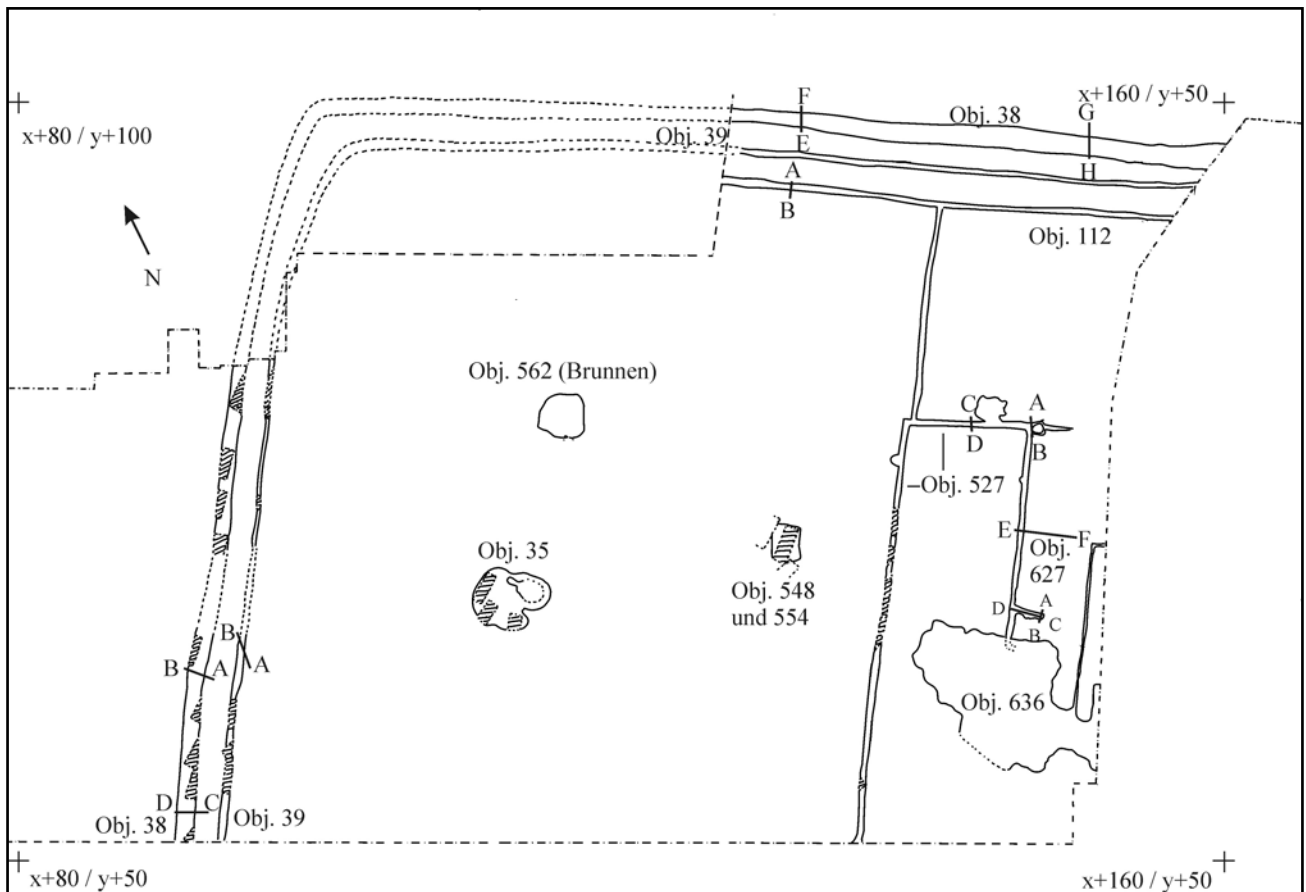 F
x+160 / y+50
G
Obj. 38
x+80 / y+100
Obj. 39
E
A
H
B
Obj. 112
N
Obj. 562 (Brunnen)
C
A
D
B
–Obj. 527
E
F
Obj. 35
Obj.
627
Obj. 548
und 554
D
A
C
B
B
A
B
A
Obj. 636
D
C
Obj. 38
Obj. 39
x+80 / y+50
x+160 / y+50